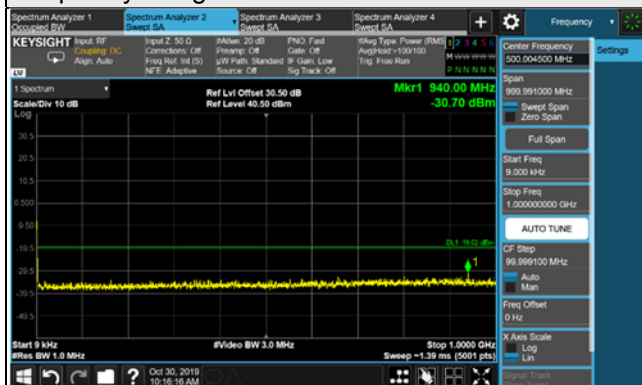 Spectrum Analyzer 1
Occupied BW
Spectrum Analyzer 2
Swept SA
Spectrum Analyzer 3
Swept SA
Spectrum Analyzer 4
Swept SA
+
Frequency
KEYSIGHT
Input: RF
Coupling: DC
Align: Auto
Input Z: 50 Ω
Corrections: Off
Freq Ref: Int (S)
NFE: Adaptive
#Atten: 20 dB
Preamp: Off
µW Path: Standard
Source: Off
PNO: Fast
Gate: Off
IF Gain: Low
Sig Track: Off
#Avg Type: Power (RMS
Avg|Hold:>100/100
Trig: Free Run
1 2 3 4 5 6
M W W W W W
P N N N N N
LXI
1 Spectrum
Scale/Div 10 dB
Log
Ref Lvl Offset 30.50 dB
Ref Level 40.50 dBm
Mkr1 940.00 MHz
-30.70 dBm
30.5
20.5
10.5
0.500
-9.50
-19.5
-29.5
-39.5
-49.5
DL1 -19.02 dBm
1
Start 9 kHz
#Res BW 1.0 MHz
#Video BW 3.0 MHz
Stop 1.0000 GHz
Sweep ~1.39 ms (5001 pts)
Center Frequency
500.004500 MHz
Settings
Span
999.991000 MHz
Swept Span
Zero Span
Full Span
Start Freq
9.000 kHz
Stop Freq
1.000000000 GHz
AUTO TUNE
CF Step
99.999100 MHz
Auto
Man
Freq Offset
0 Hz
X Axis Scale
Log
Lin
Signal Track
Oct 30, 2019
10:16:16 AM